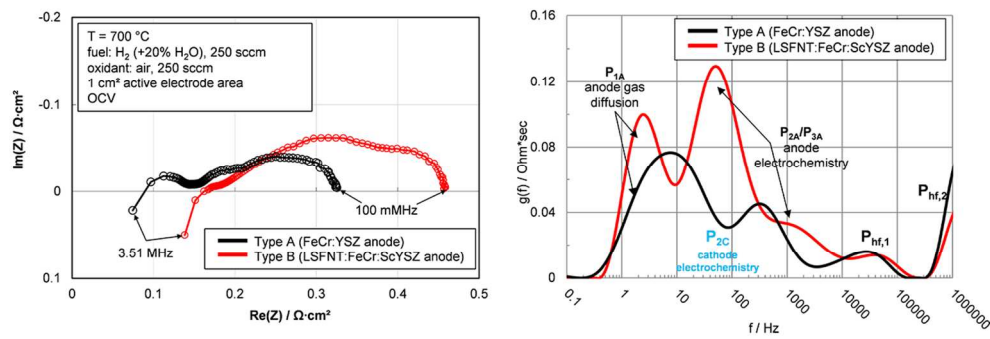 -0.2
-0.1
0
0.1
0
0.1
0.2
0.3
0.4
0.5
Im(Z) / Ω·cm²
Re(Z) / Ω·cm²
T = 700 °C
fuel: H₂ (+20% H₂O), 250 sccm
oxidant: air, 250 sccm
1 cm² active electrode area
OCV
3.51 MHz
100 mMHz
Type A (FeCr:YSZ anode)
Type B (LSFNT:FeCr:ScYSZ anode)
0.16
0.12
0.08
0.04
0
g(f) / Ohm*sec
0.1
1
10
100
1000
10000
100000
1000000
f / Hz
Type A (FeCr:YSZ anode)
Type B (LSFNT:FeCr:ScYSZ anode)
P₁A
anode gas
diffusion
P₂A/P₃A
anode
electrochemistry
P₂C
cathode
electrochemistry
Phf,1
Phf,2